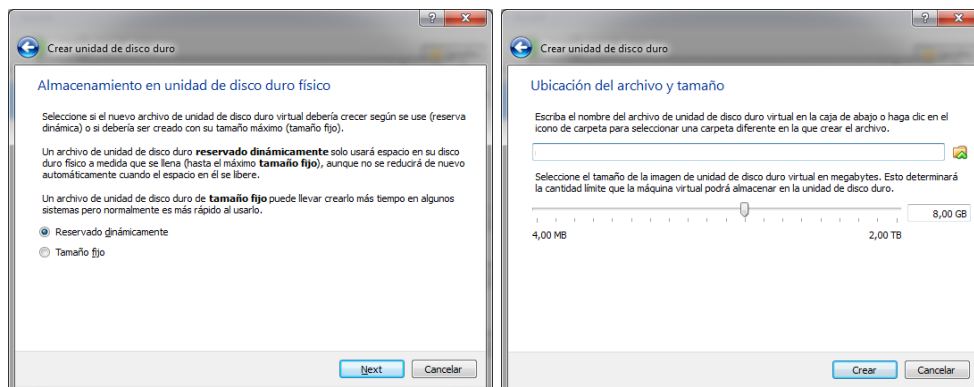 Crear unidad de disco duro
Almacenamiento en unidad de disco duro físico
Seleccione si el nuevo archivo de unidad de disco duro virtual debería crecer según se use (reserva
dinámica) o si debería ser creado con su tamaño máximo (tamaño fijo).
Un archivo de unidad de disco duro reservado dinámicamente solo usará espacio en su disco
duro físico a medida que se llena (hasta el máximo tamaño fijo), aunque no se reducirá de nuevo
automáticamente cuando el espacio en él se libere.
Un archivo de unidad de disco duro de tamaño fijo puede llevar crearlo más tiempo en algunos
sistemas pero normalmente es más rápido al usarlo.
Reservado dinámicamente
Tamaño fijo
Next
Cancelar
Crear unidad de disco duro
Ubicación del archivo y tamaño
Escriba el nombre del archivo de unidad de disco duro virtual en la caja de abajo o haga clic en el
icono de carpeta para seleccionar una carpeta diferente en la que crear el archivo.
Seleccione el tamaño de la imagen de unidad de disco duro virtual en megabytes. Esto determinará
la cantidad límite que la máquina virtual podrá almacenar en la unidad de disco duro.
8,00 GB
4,00 MB
2,00 TB
Crear
Cancelar